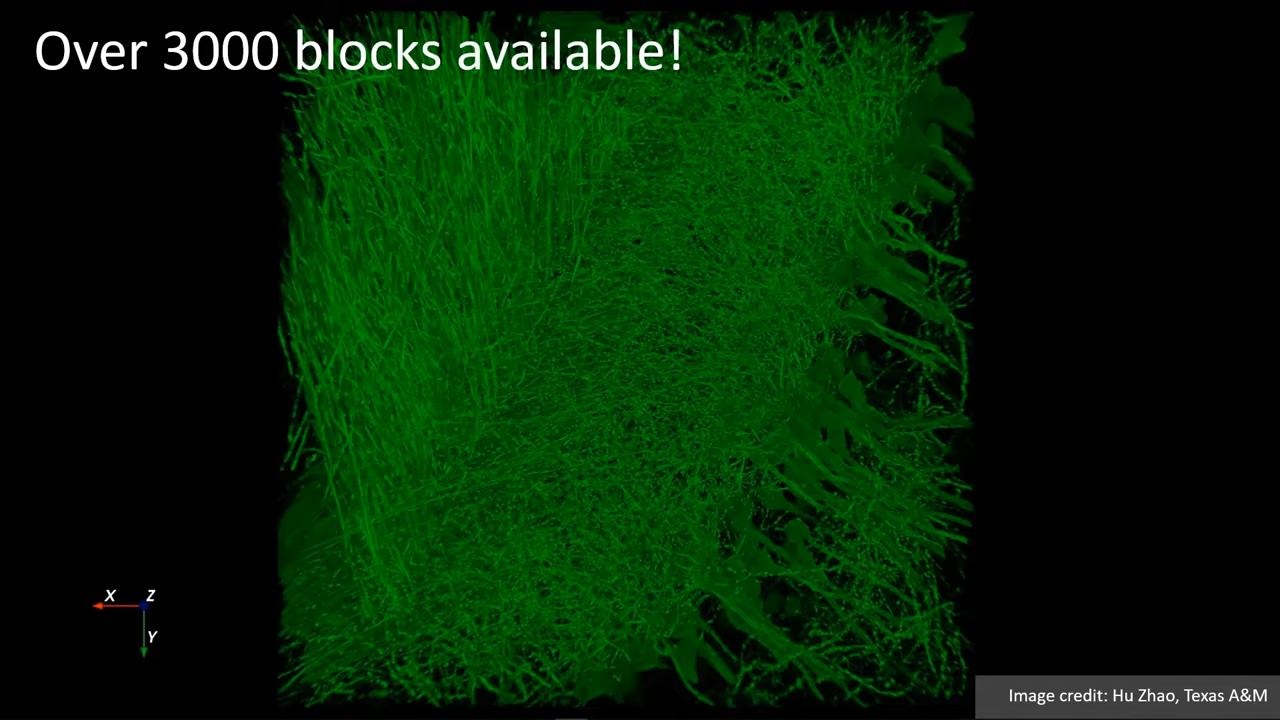 Over 3000 blocks available!
X Z
Y
Image credit: Hu Zhao, Texas A&M